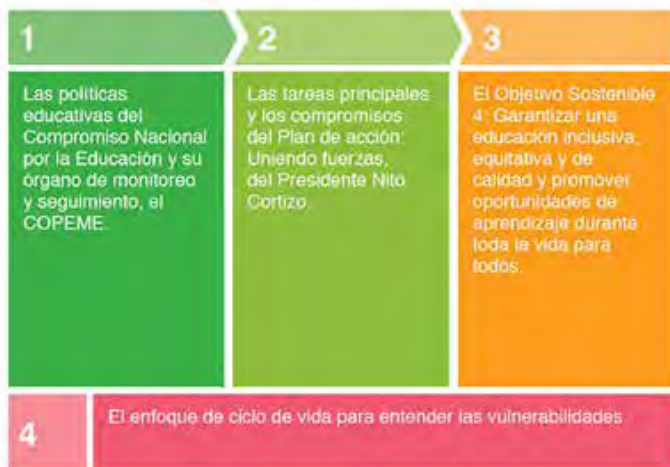 1
Las políticas
educativas del
Compromiso Nacional
por la Educación y su
órgano de monitoreo
y seguimiento, el
COPEME.
2
Las tareas principales
y los compromisos
del Plan de acción:
Uniendo fuerzas,
del Presidente Nito
Cortizo.
3
El Objetivo Sostenible
4: Garantizar una
educación inclusiva,
equitativa y de
calidad y promover
oportunidades de
aprendizaje durante
toda la vida para
todos.
4
El enfoque de ciclo de vida para entender las vulnerabilidades